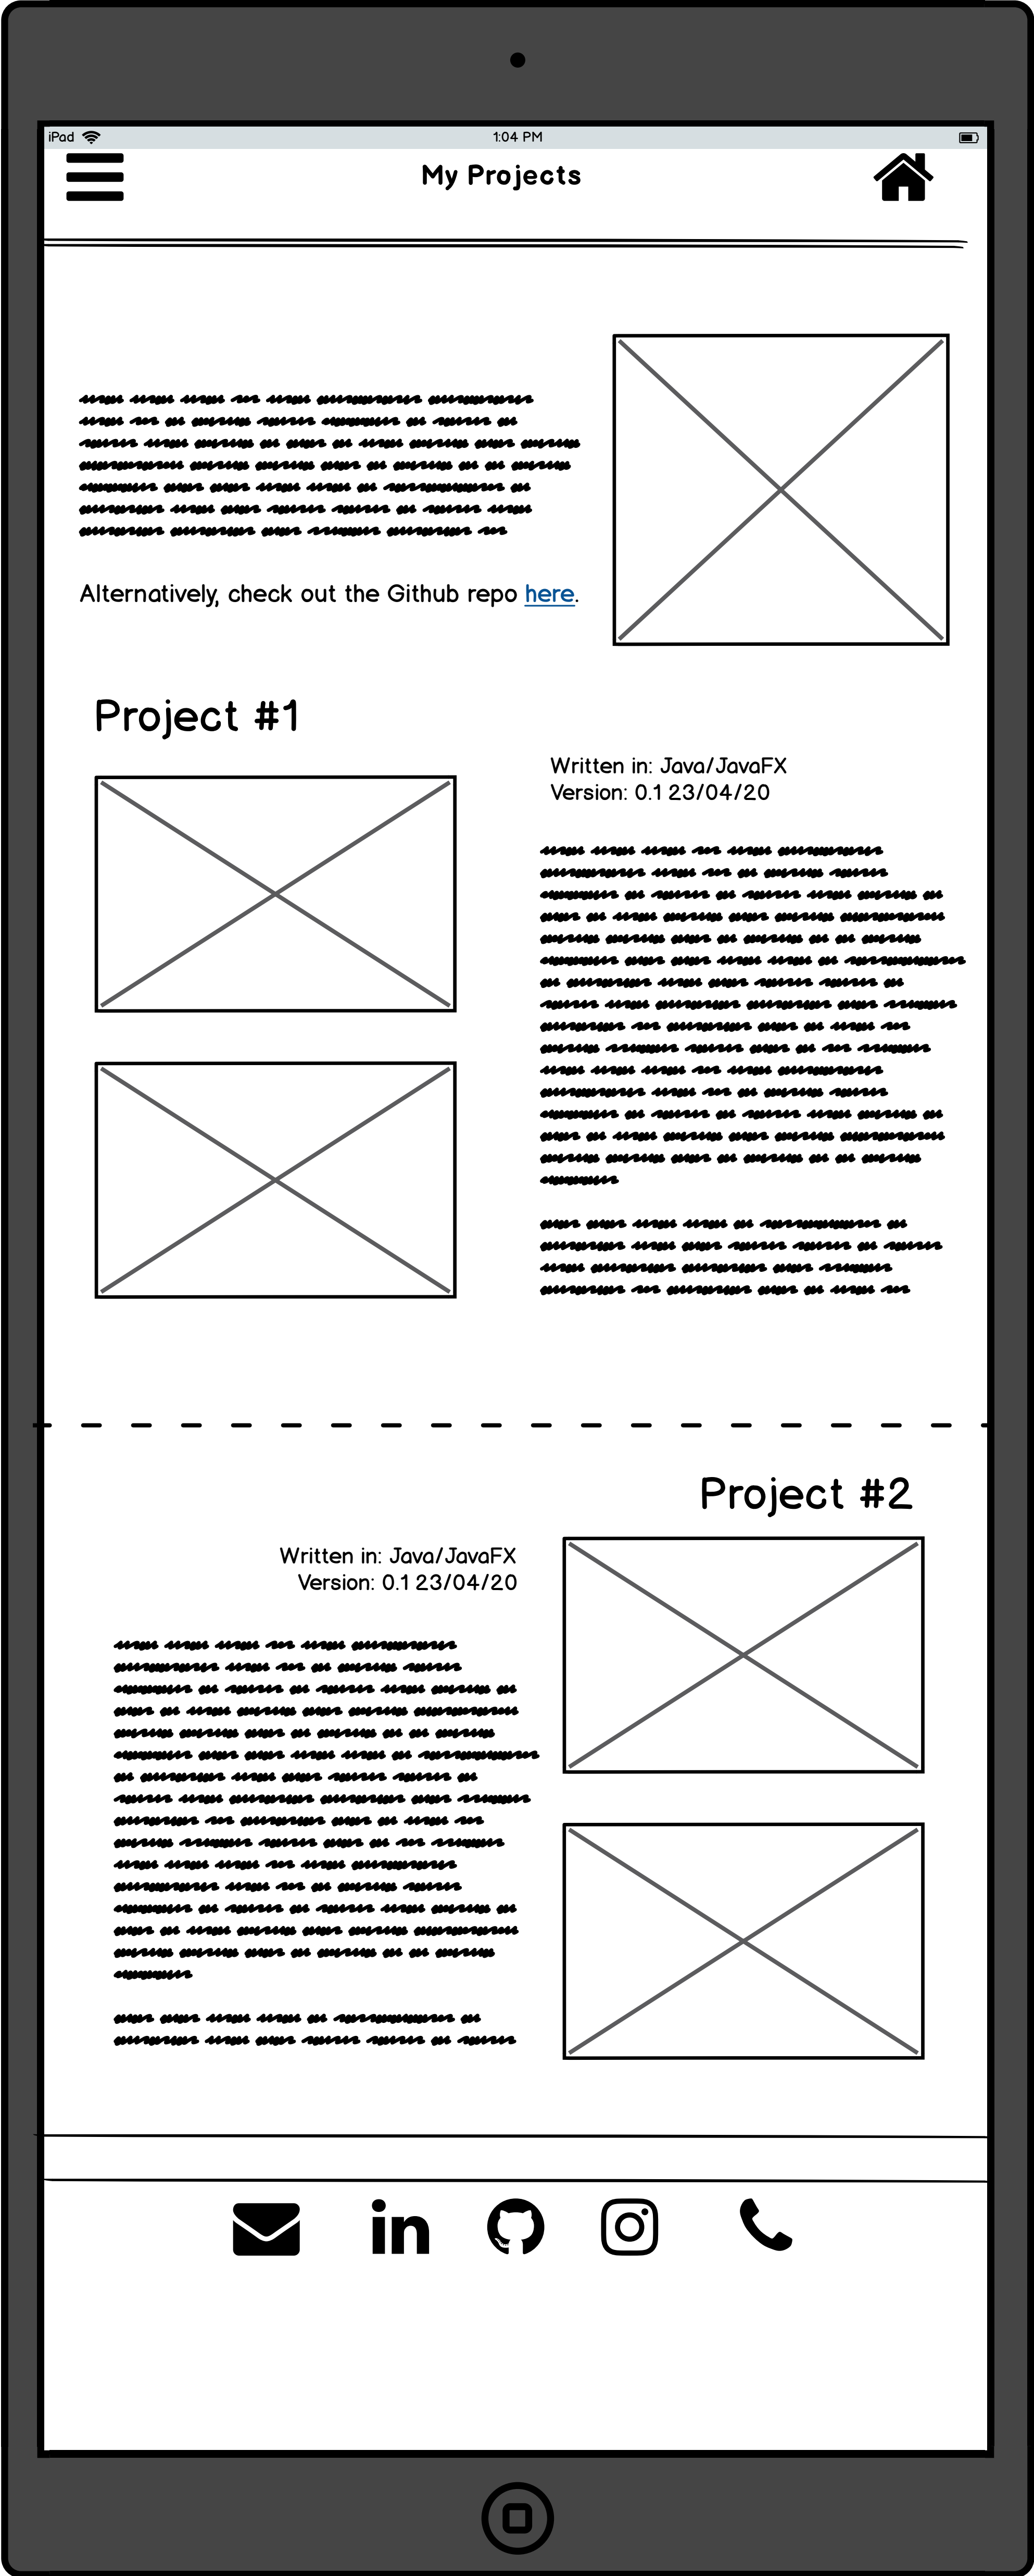 iPad
1:04 PM
My Projects
Alternatively, check out the Github repo here.
Project #1
Written in: Java/JavaFX
Version: 0.1 23/04/20
Project #2
Written in: Java/JavaFX
Version: 0.1 23/04/20
in